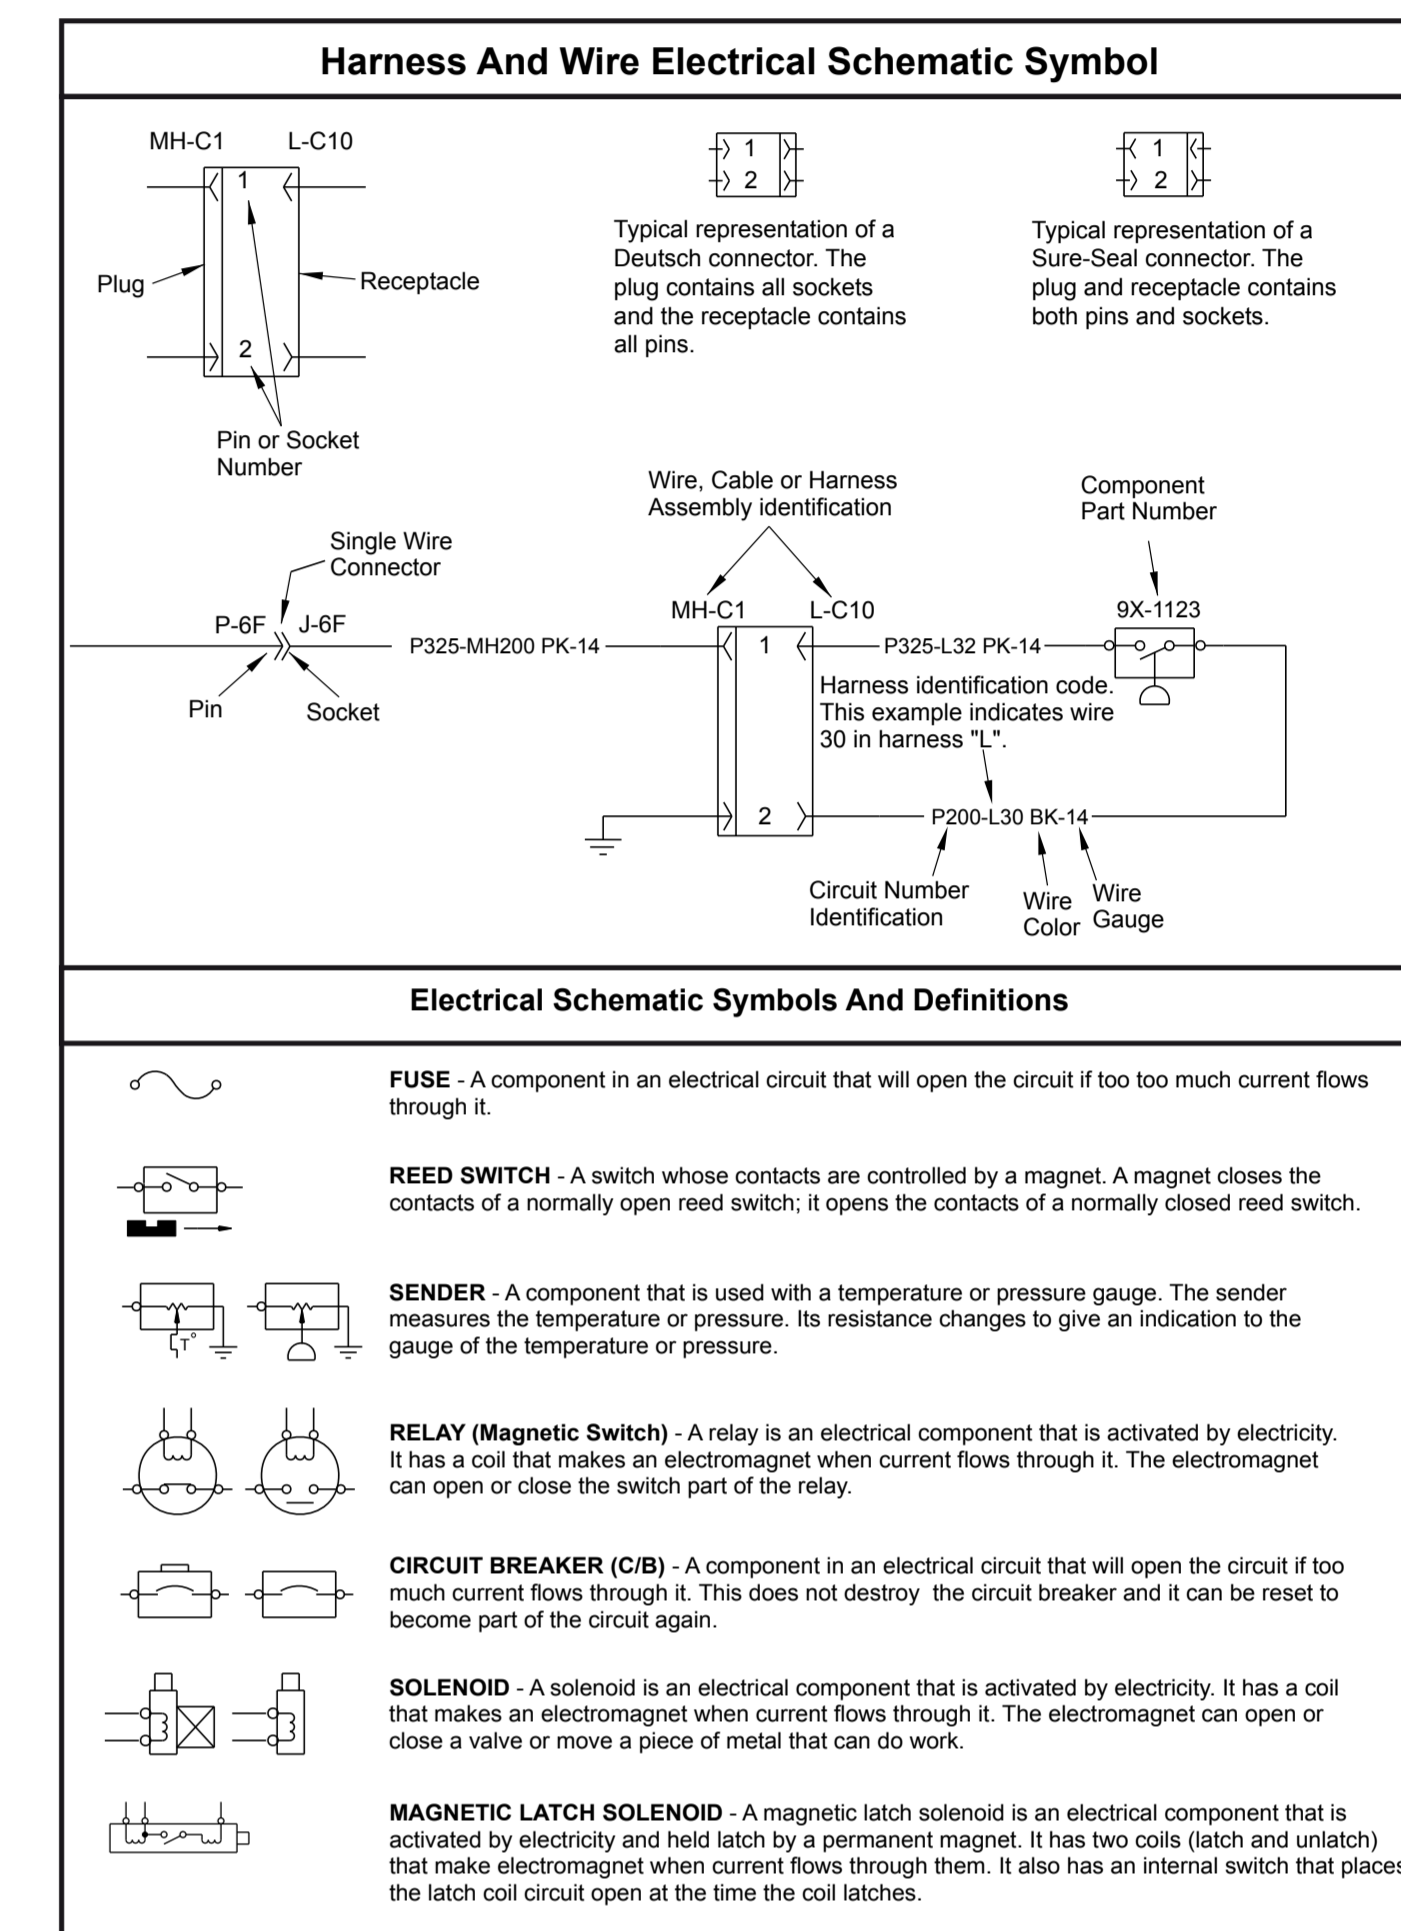 Harness And Wire Electrical Schematic Symbol
MH-C1
L-C10
1
2
Plug
Receptacle
Pin or Socket
Number
1
2
Typical representation of a
Deutsch connector. The
plug contains all sockets
and the receptacle contains
all pins.
1
2
Typical representation of a
Sure-Seal connector. The
plug and receptacle contains
both pins and sockets.
Wire, Cable or Harness
Assembly identification
Component
Part Number
Single Wire
Connector
P-6F
J-6F
Pin
Socket
P325-MH200 PK-14
MH-C1
L-C10
1
2
P325-L32 PK-14
9X-1123
Harness identification code.
This example indicates wire
30 in harness "L".
P200-L30 BK-14
Circuit Number
Identification
Wire
Color
Wire
Gauge
Electrical Schematic Symbols And Definitions
FUSE - A component in an electrical circuit that will open the circuit if too too much current flows
through it.
REED SWITCH - A switch whose contacts are controlled by a magnet. A magnet closes the
contacts of a normally open reed switch; it opens the contacts of a normally closed reed switch.
T°
SENDER - A component that is used with a temperature or pressure gauge. The sender
measures the temperature or pressure. Its resistance changes to give an indication to the
gauge of the temperature or pressure.
RELAY (Magnetic Switch) - A relay is an electrical component that is activated by electricity.
It has a coil that makes an electromagnet when current flows through it. The electromagnet
can open or close the switch part of the relay.
CIRCUIT BREAKER (C/B) - A component in an electrical circuit that will open the circuit if too
much current flows through it. This does not destroy the circuit breaker and it can be reset to
become part of the circuit again.
SOLENOID - A solenoid is an electrical component that is activated by electricity. It has a coil
that makes an electromagnet when current flows through it. The electromagnet can open or
close a valve or move a piece of metal that can do work.
MAGNETIC LATCH SOLENOID - A magnetic latch solenoid is an electrical component that is
activated by electricity and held latch by a permanent magnet. It has two coils (latch and unlatch)
that make electromagnet when current flows through them. It also has an internal switch that places
the latch coil circuit open at the time the coil latches.